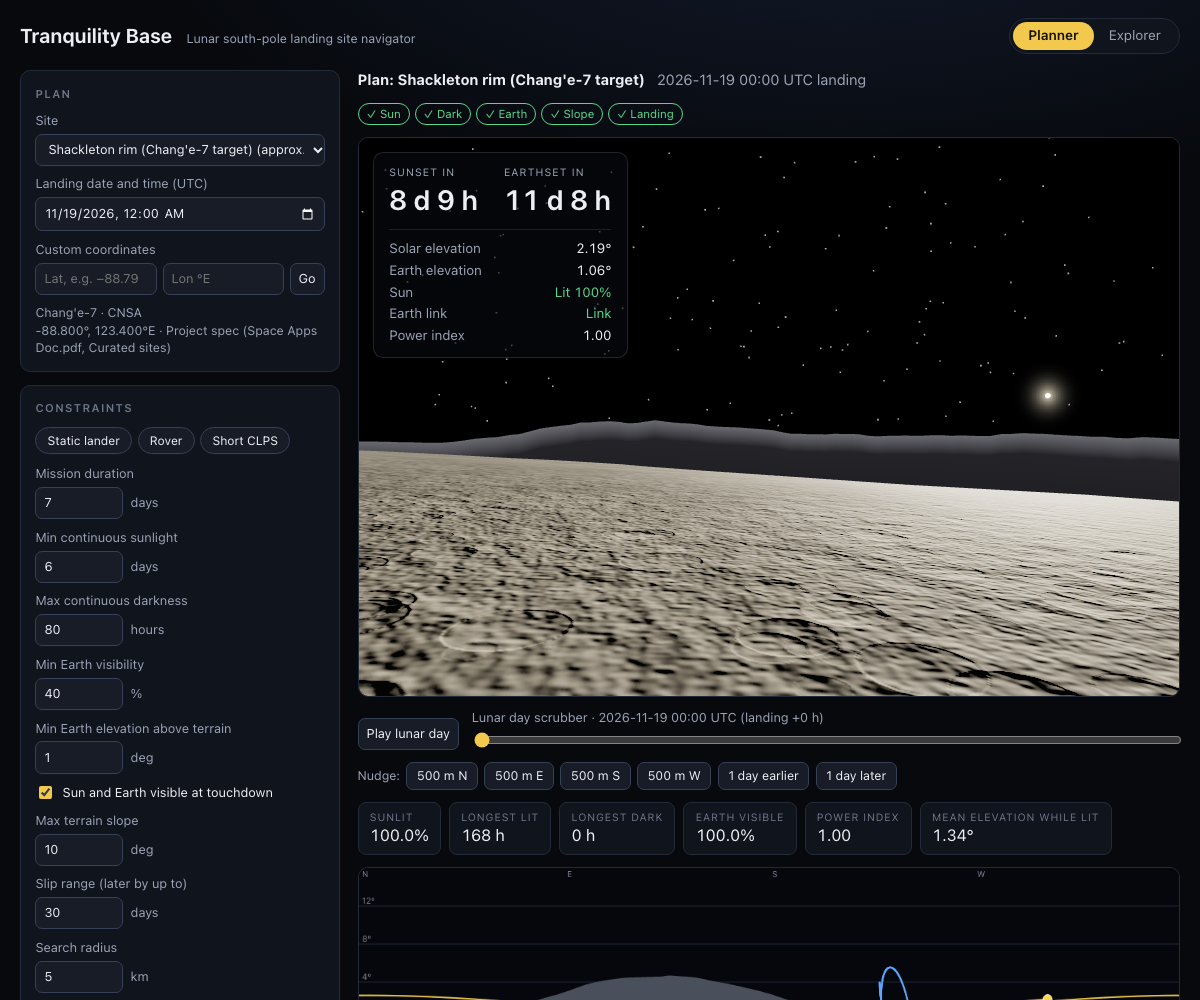 Tranquility Base
Lunar south-pole landing site navigator
Planner
Explorer
PLAN
Site
Shackleton rim (Chang'e-7 target) (approx.
Landing date and time (UTC)
11/19/2026, 12:00 AM
Custom coordinates
Lat, e.g. −88.79
Lon °E
Go
Chang'e-7 · CNSA
-88.800°, 123.400°E · Project spec (Space Apps
Doc.pdf, Curated sites)
CONSTRAINTS
Static lander
Rover
Short CLPS
Mission duration
7 days
Min continuous sunlight
6 days
Max continuous darkness
80 hours
Min Earth visibility
40 %
Min Earth elevation above terrain
1 deg
Sun and Earth visible at touchdown
Max terrain slope
10 deg
Slip range (later by up to)
30 days
Search radius
5 km
Plan: Shackleton rim (Chang'e-7 target) 2026-11-19 00:00 UTC landing
✓ Sun
✓ Dark
✓ Earth
✓ Slope
✓ Landing
SUNSET IN
8 d 9 h
EARTHSET IN
11 d 8 h
Solar elevation 2.19°
Earth elevation 1.06°
Sun Lit 100%
Earth link Link
Power index 1.00
Play lunar day
Lunar day scrubber · 2026-11-19 00:00 UTC (landing +0 h)
Nudge:
500 m N
500 m E
500 m S
500 m W
1 day earlier
1 day later
SUNLIT
100.0%
LONGEST LIT
168 h
LONGEST DARK
0 h
EARTH VISIBLE
100.0%
POWER INDEX
1.00
MEAN ELEVATION WHILE LIT
1.34°
N E S W
12°
8°
4°